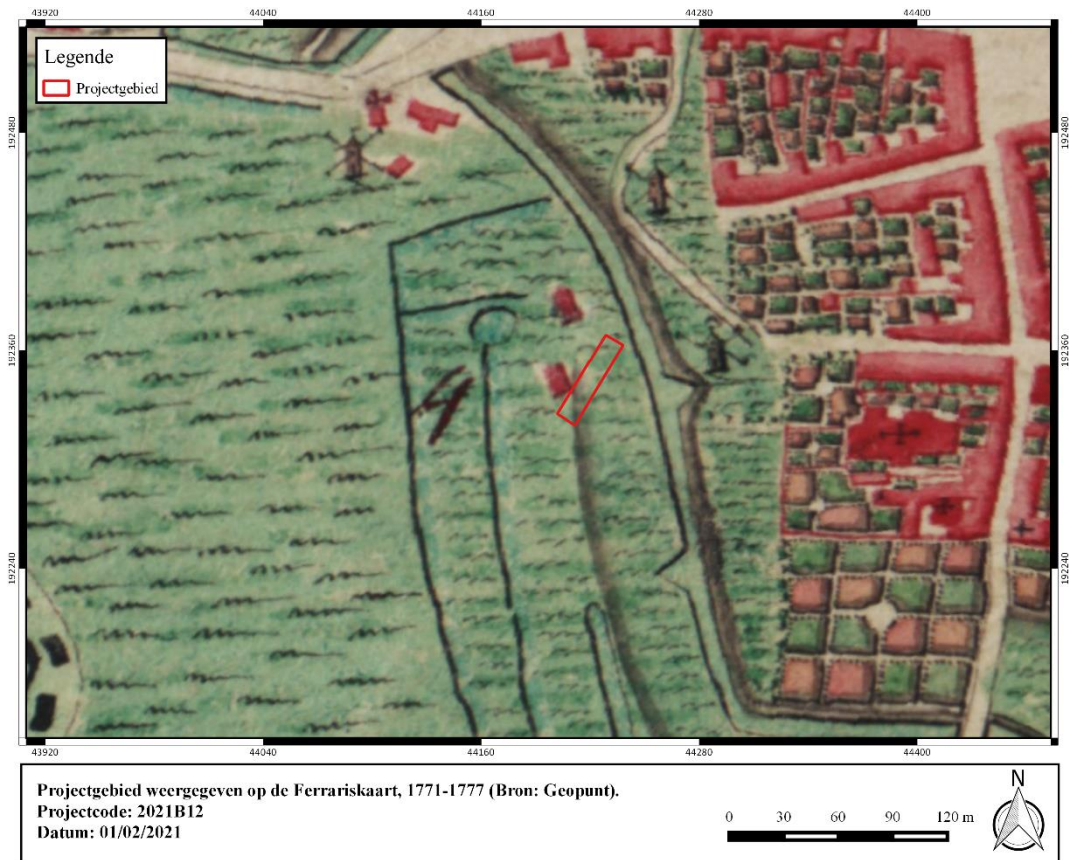 43920 44040 44160 44280 44400
Legende
Projectgebied
192480 192480
192360 192360
192240 192240
43920 44040 44160 44280 44400
Projectgebied weergegeven op de Ferrariskaart, 1771-1777 (Bron: Geopunt).
Projectcode: 2021B12
Datum: 01/02/2021
N
0 30 60 90 120 m